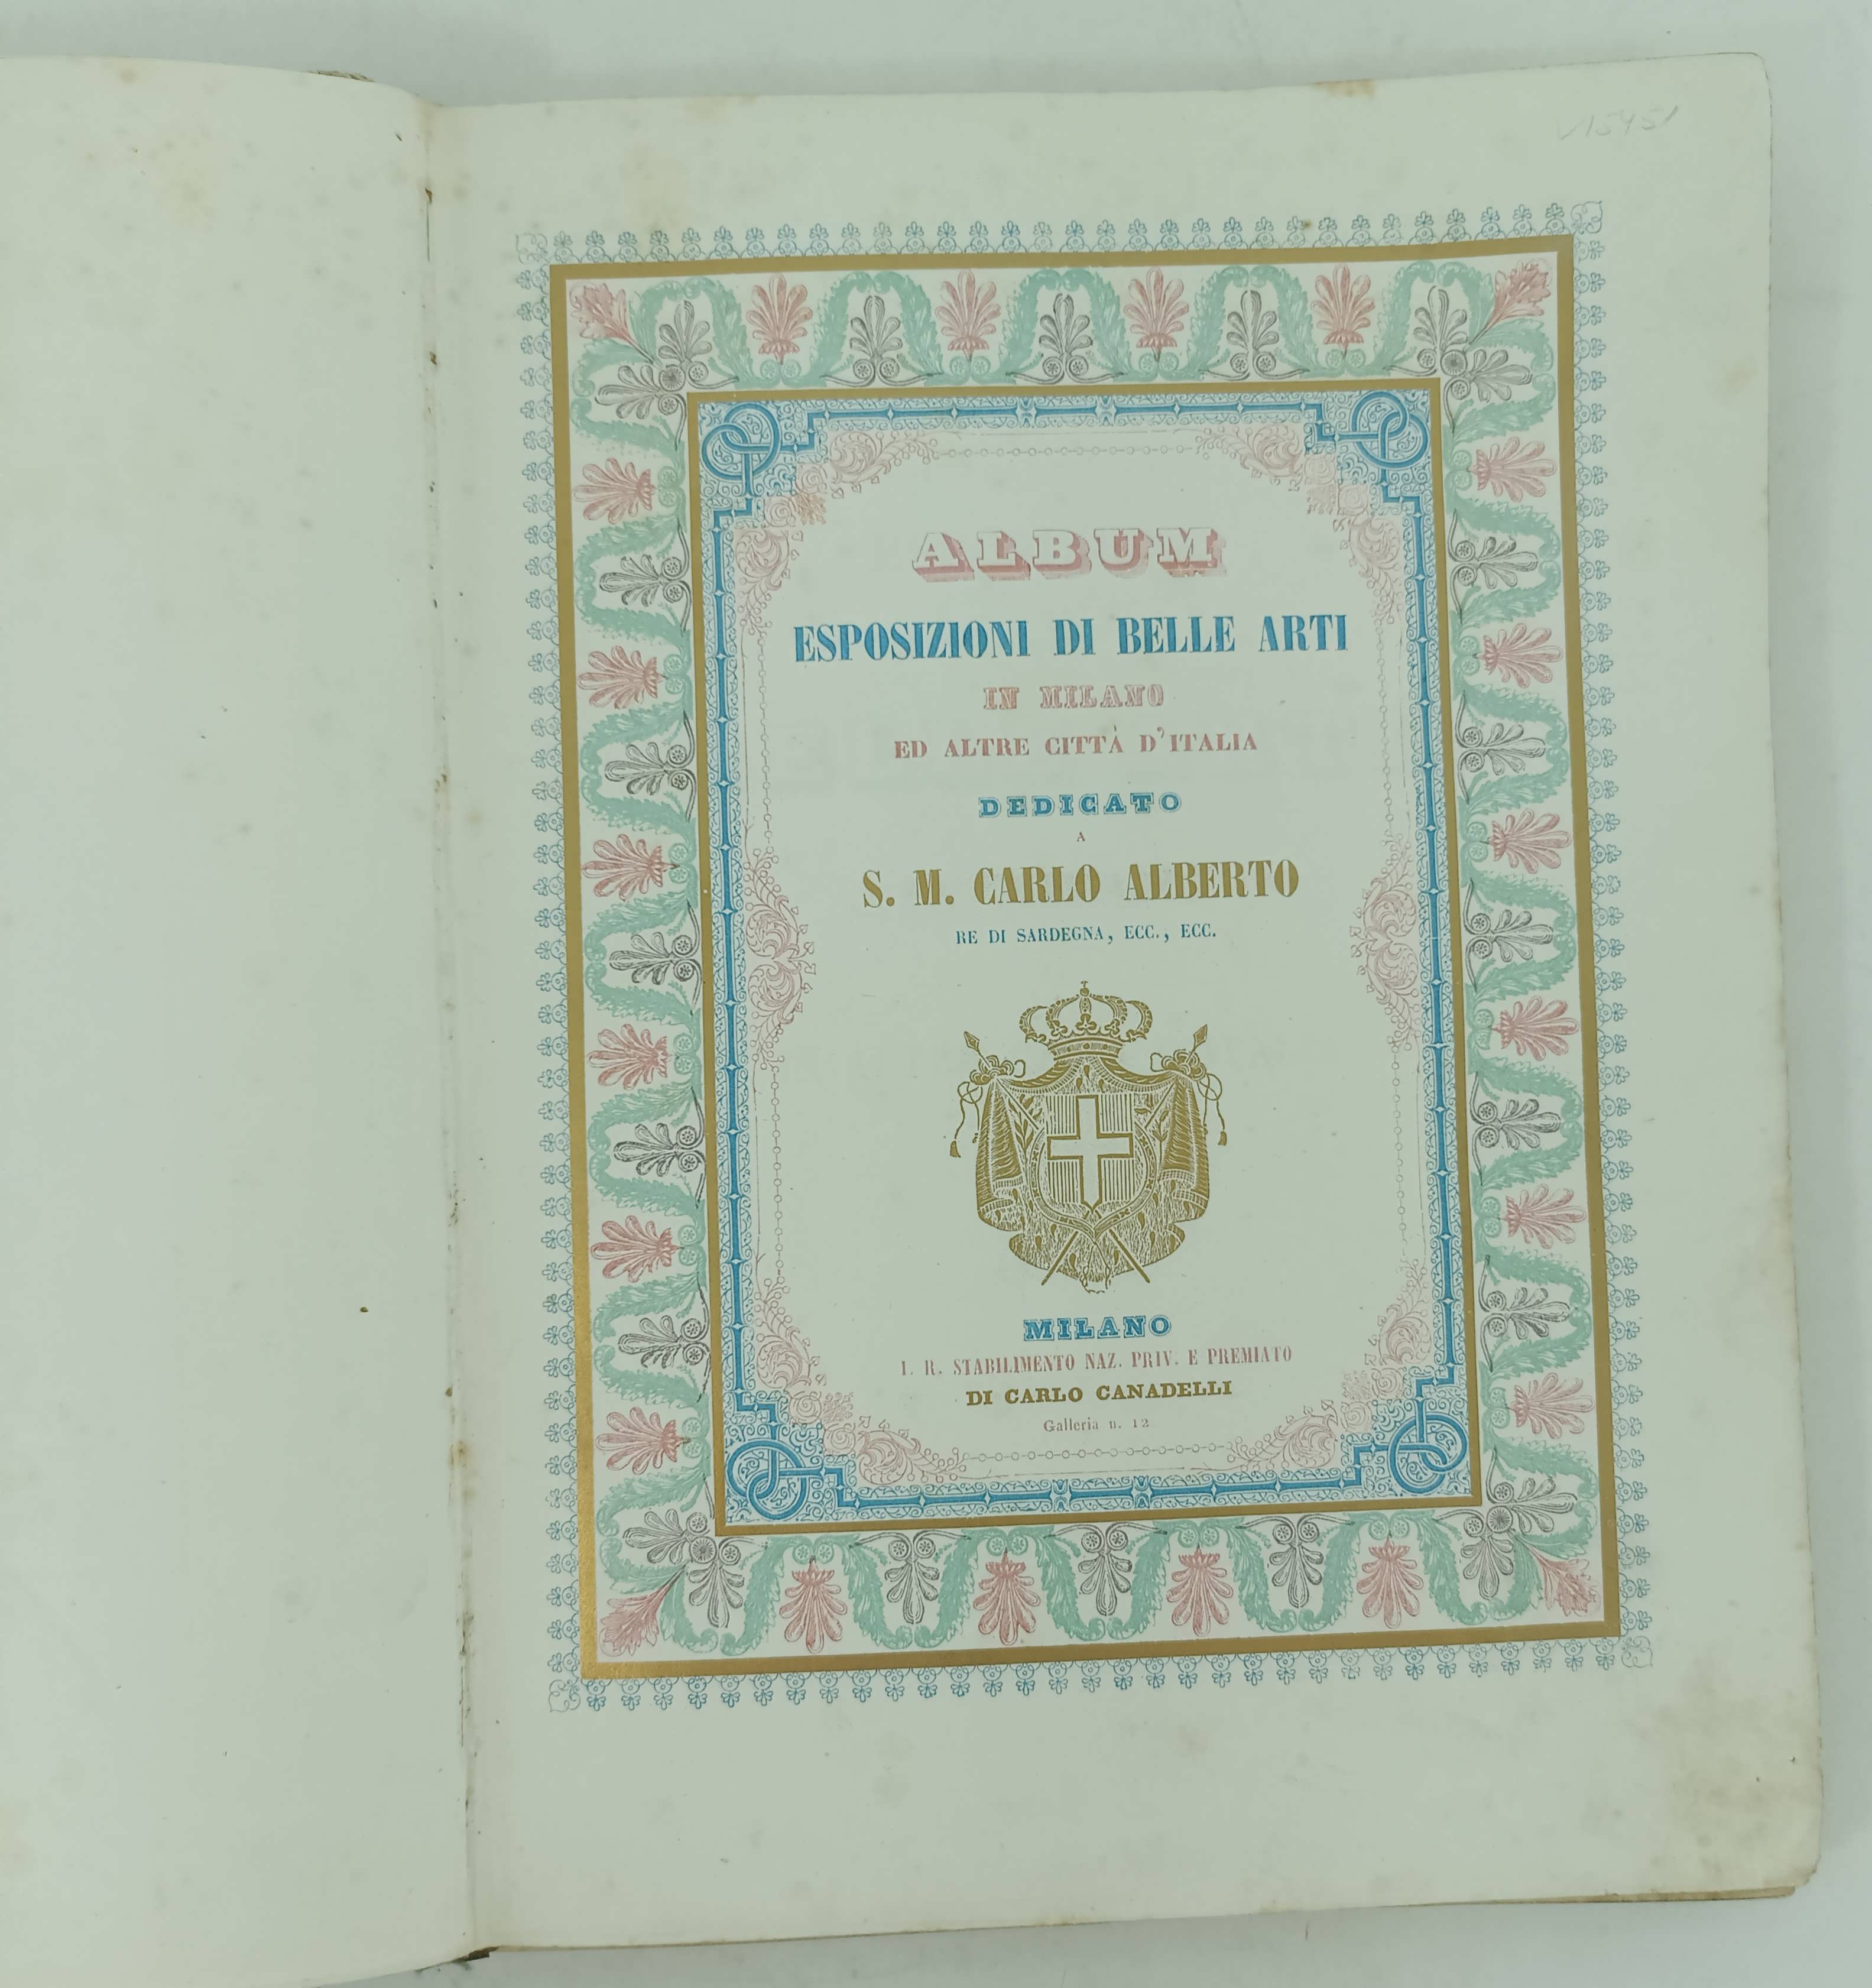 ALBUM
ESPOSIZIONI DI BELLE ARTI
IN MILANO
ED ALTRE CITTÀ D'ITALIA
DEDICATO
A
S. M. CARLO ALBERTO
RE DI SARDEGNA, ECC., ECC.
MILANO
I. R. STABILIMENTO NAZ. PRIV. E PREMIATO
DI CARLO CANADELLI
Galleria n. 12